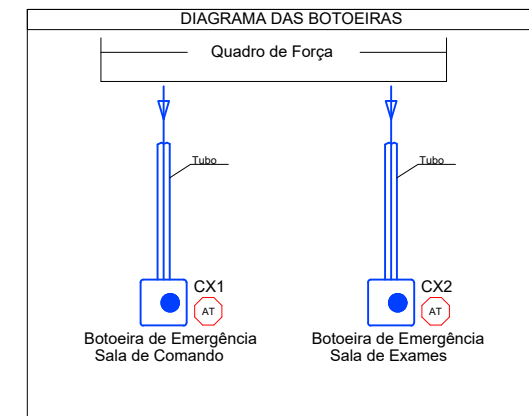 DIAGRAMA DAS BOTOEIRAS
Quadro de Força
Tubo
Tubo
CX1
AT
CX2
AT
Botoeira de Emergência
Sala de Comando
Botoeira de Emergência
Sala de Exames